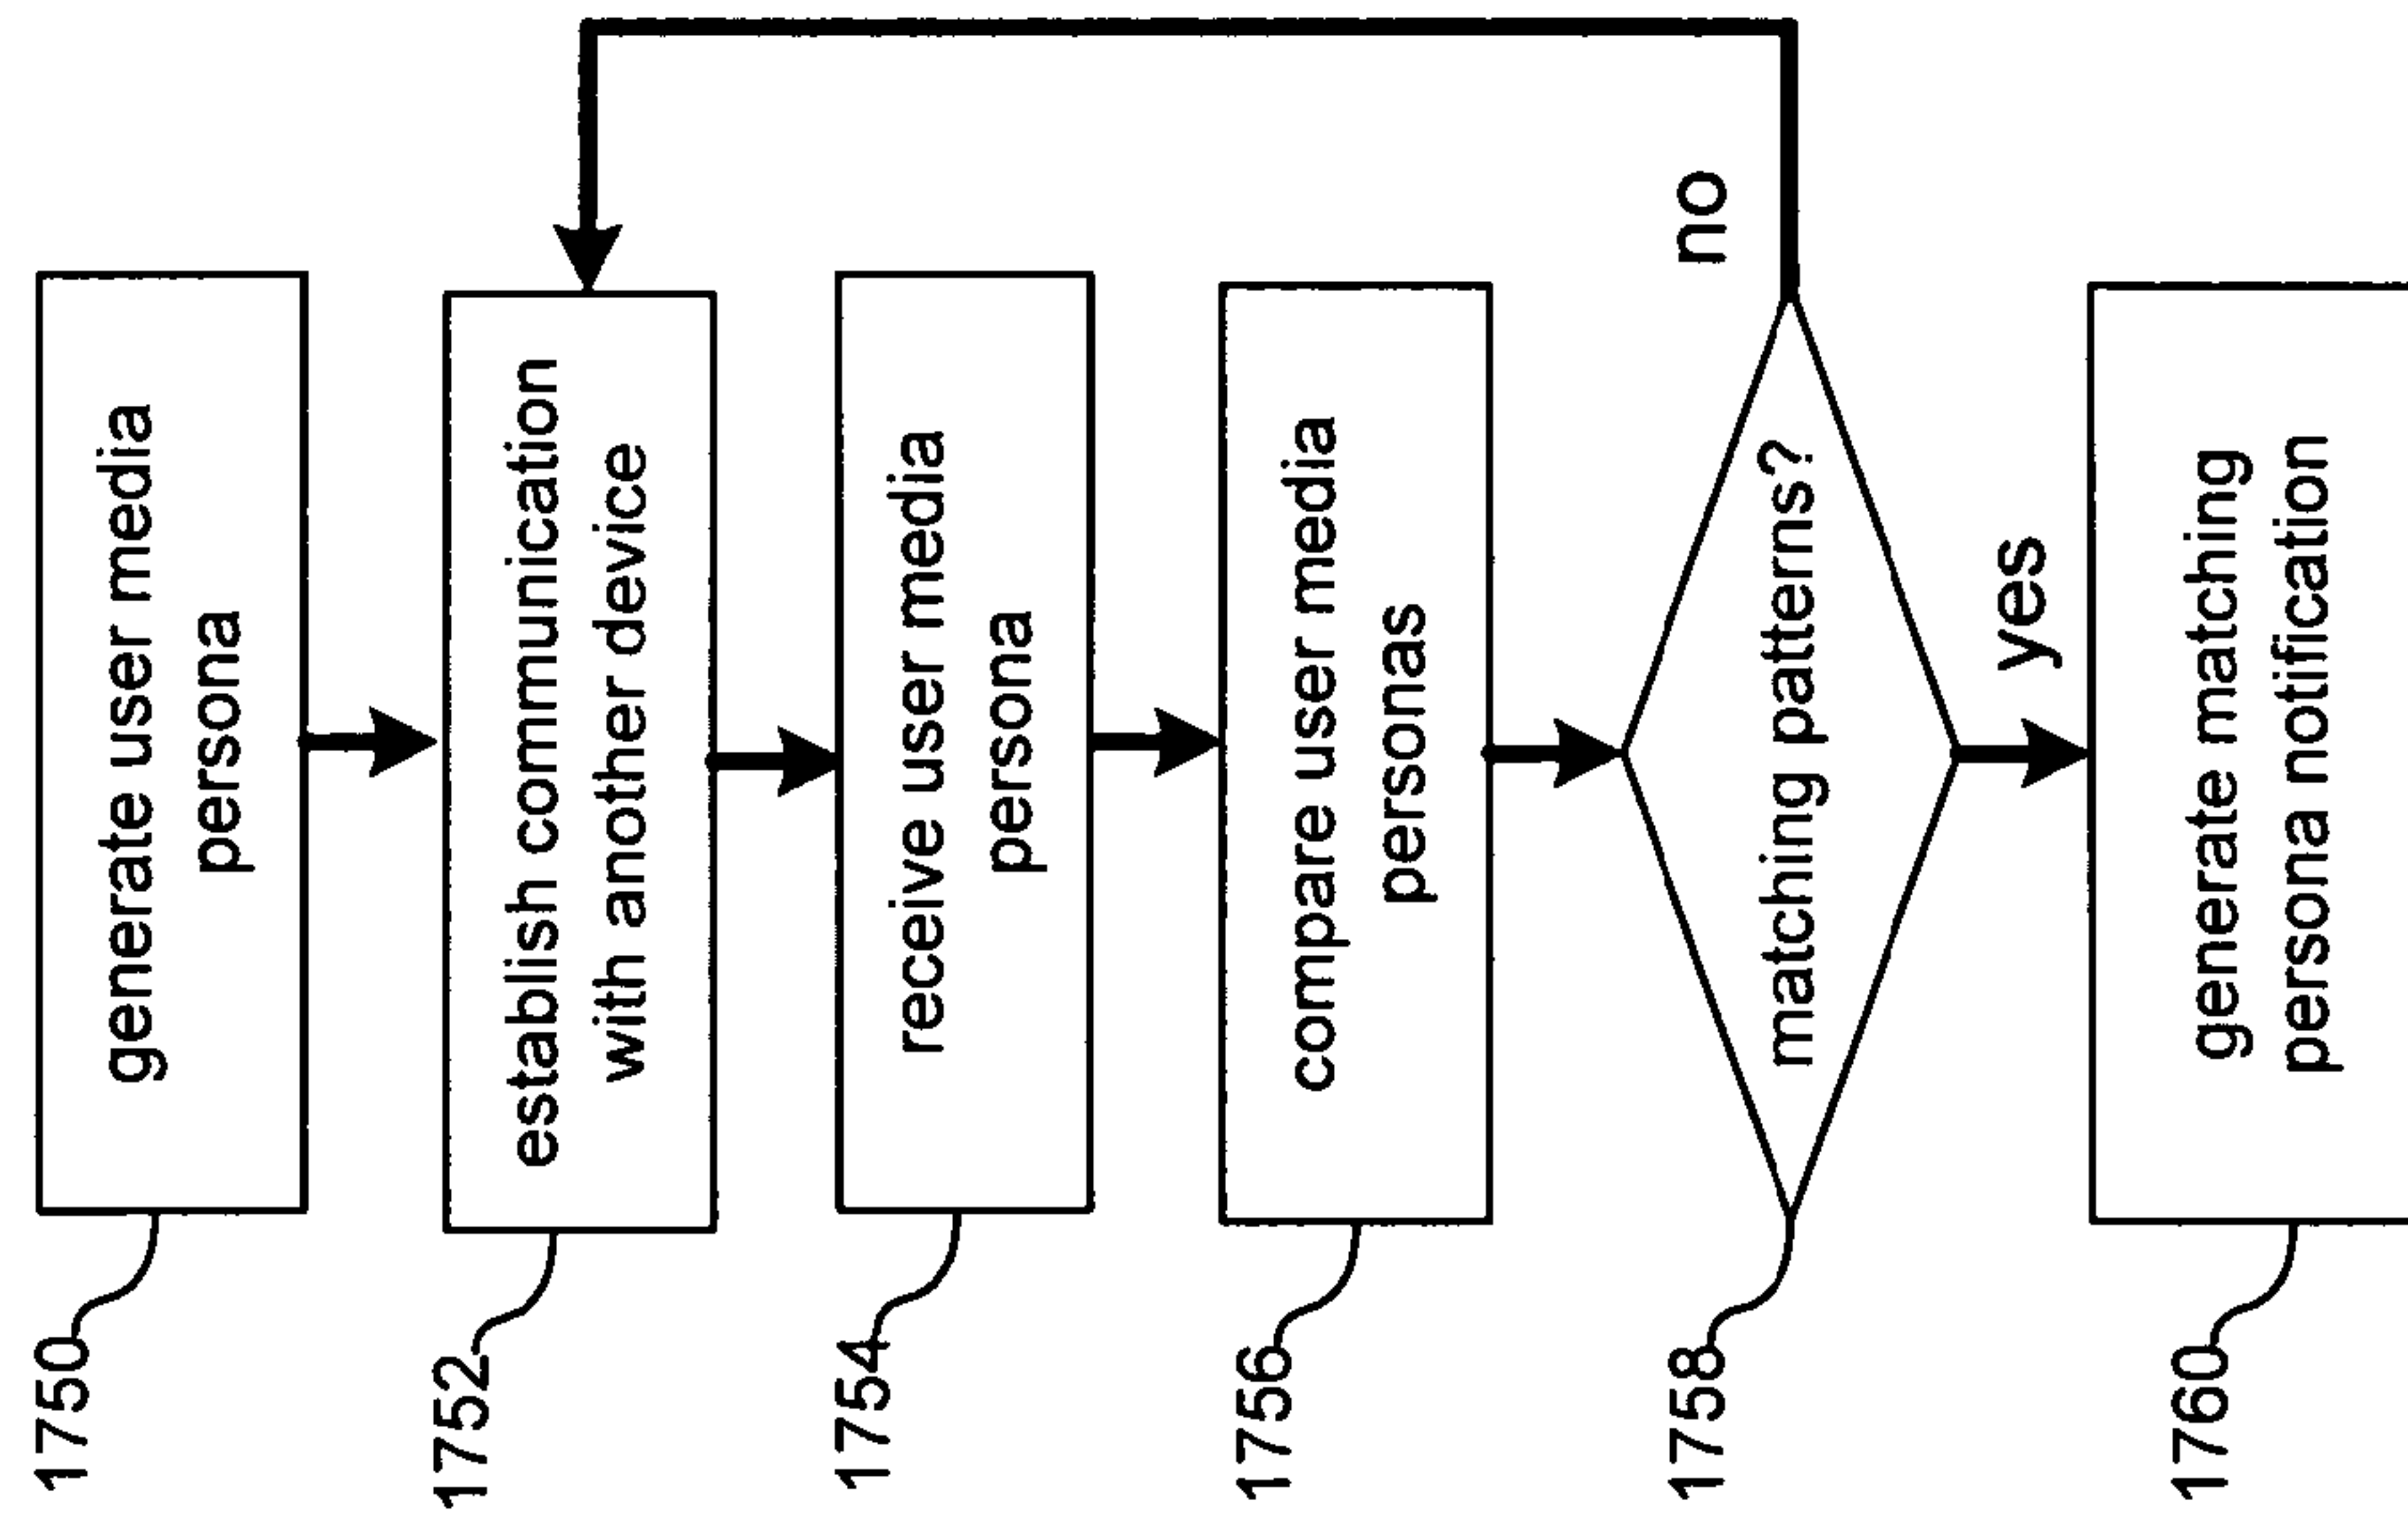 1750
generate user media
persona
1752
establish communication
with another device
1754
receive user media
persona
1756
compare user media
personas
1758
matching patterns?
no
yes
1760
generate matching
persona notification